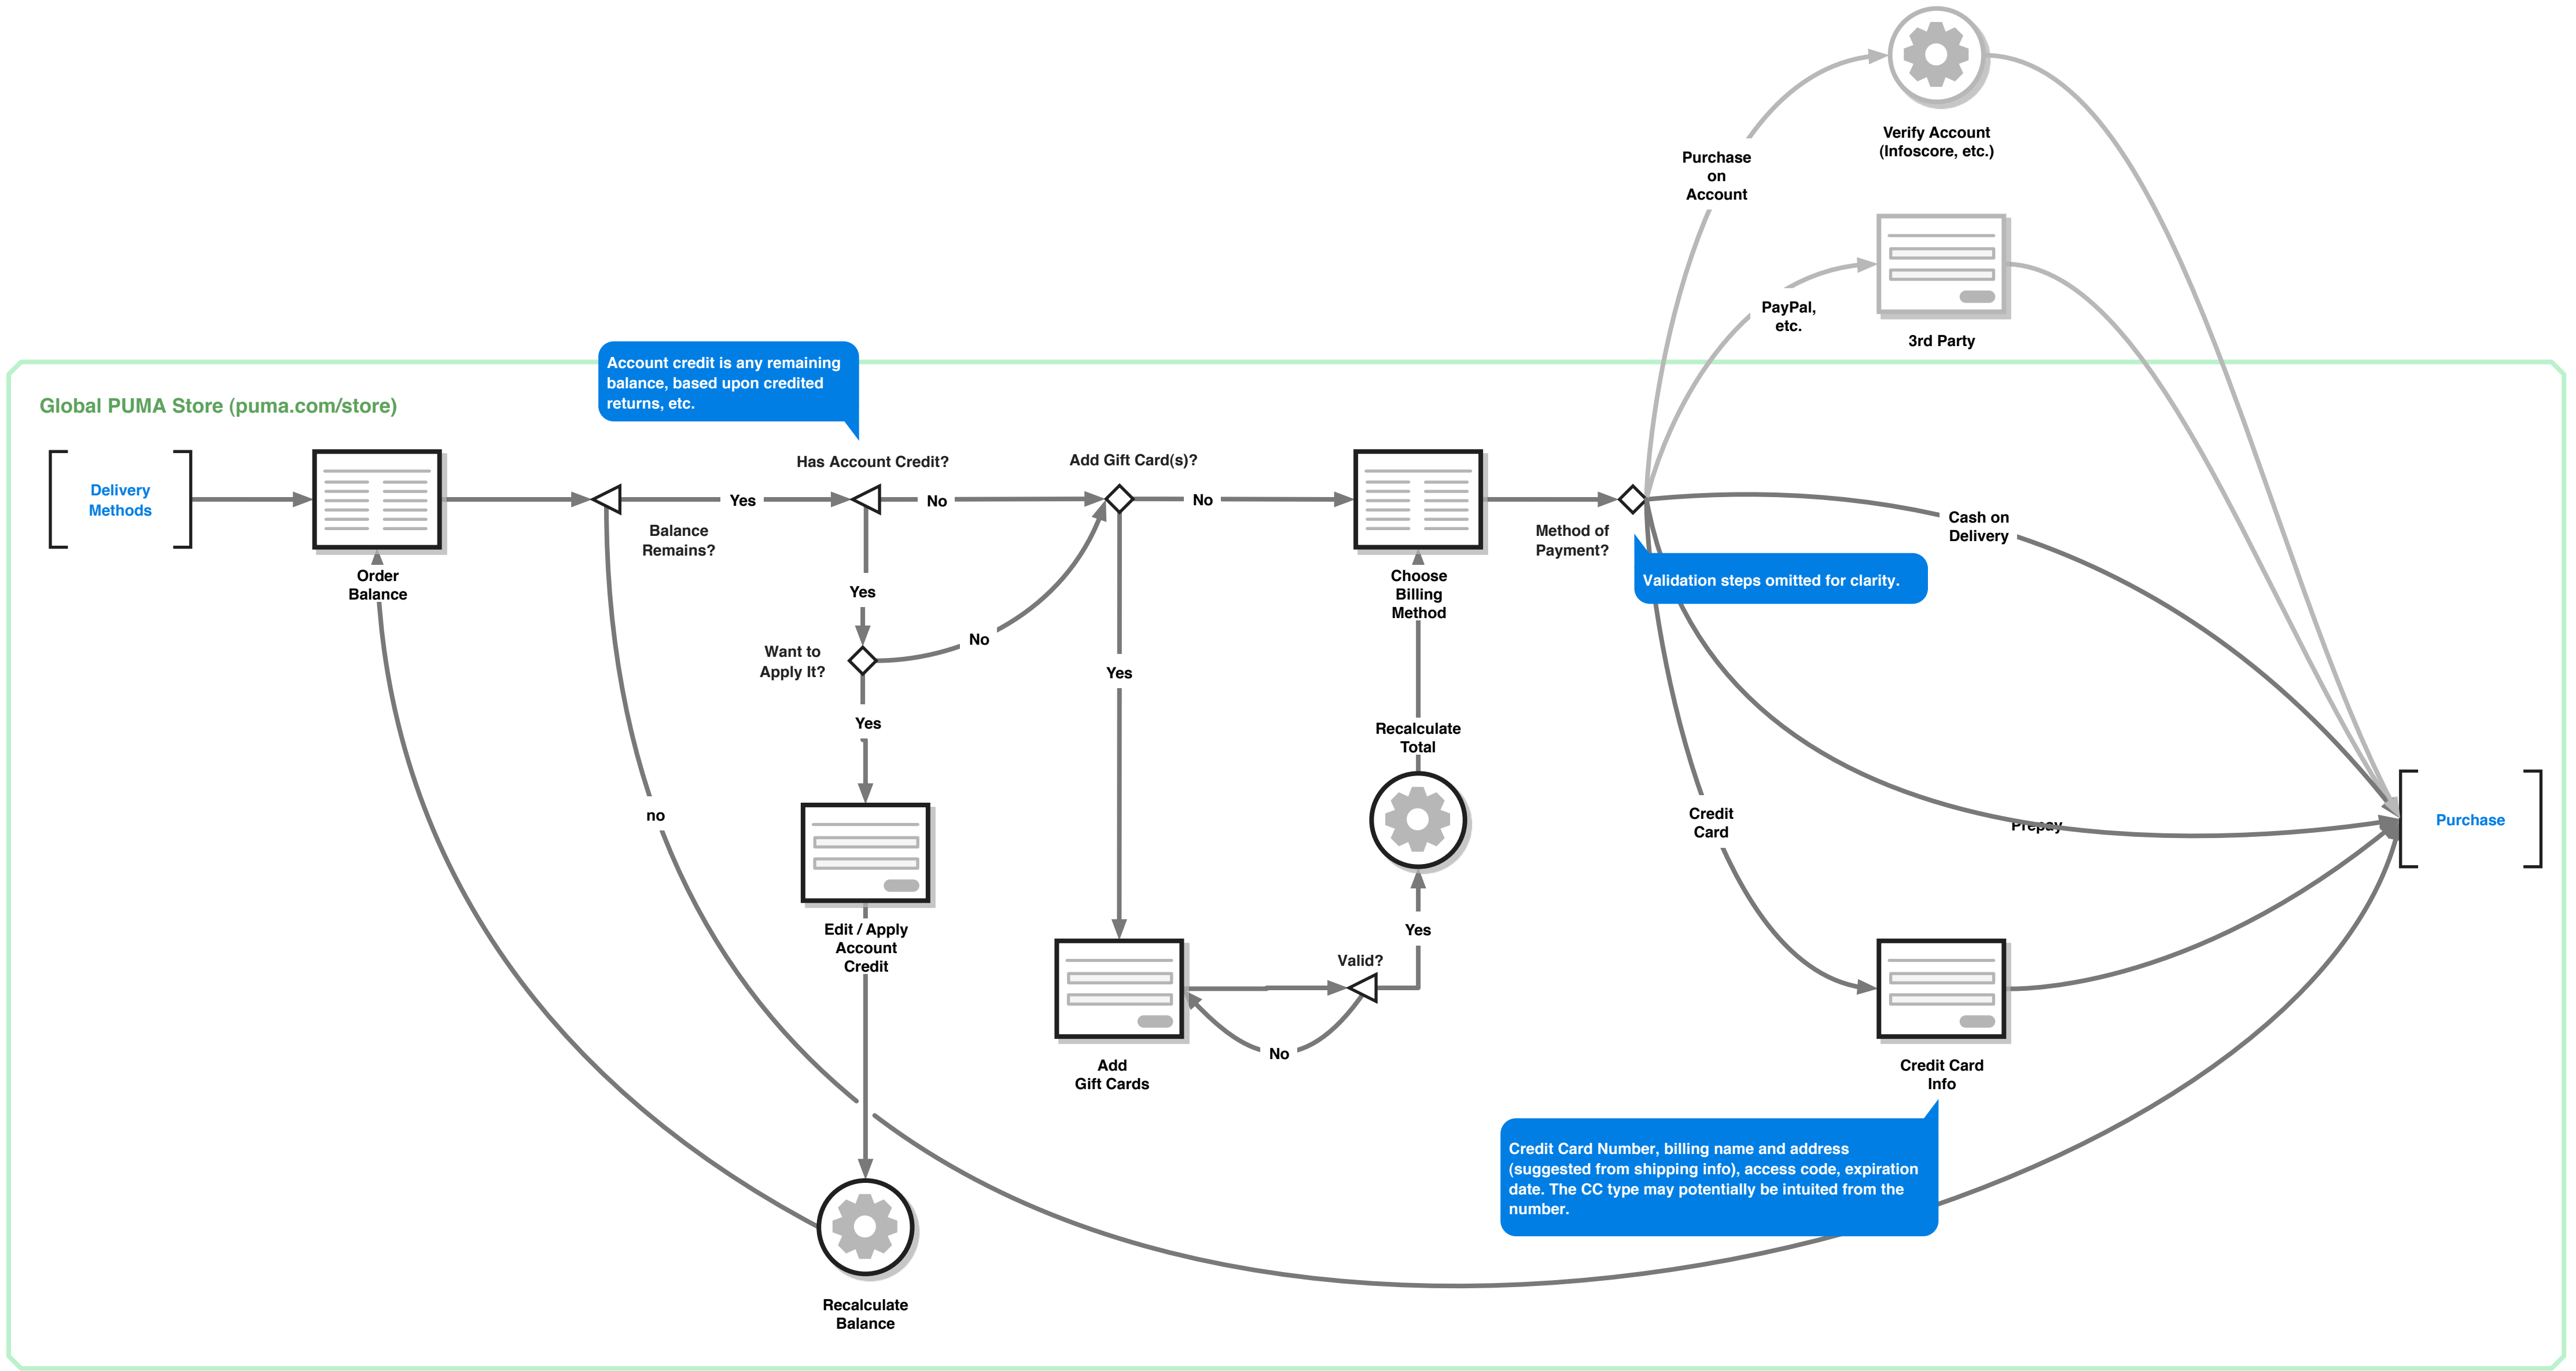 Verify Account
(Infoscore, etc.)
Purchase
on
Account
PayPal,
etc.
3rd Party
Account credit is any remaining
balance, based upon credited
returns, etc.
Global PUMA Store (puma.com/store)
Has Account Credit?
Add Gift Card(s)?
Delivery
Methods
Yes
No
No
Balance
Remains?
Method of
Payment?
Cash on
Delivery
Order
Balance
Choose
Billing
Method
Validation steps omitted for clarity.
Yes
No
Want to
Apply It?
Yes
Yes
Recalculate
Total
no
Credit
Card
Prepay
Purchase
Edit / Apply
Account
Credit
Yes
Valid?
No
Add
Gift Cards
Credit Card
Info
Credit Card Number, billing name and address
(suggested from shipping info), access code, expiration
date. The CC type may potentially be intuited from the
number.
Recalculate
Balance